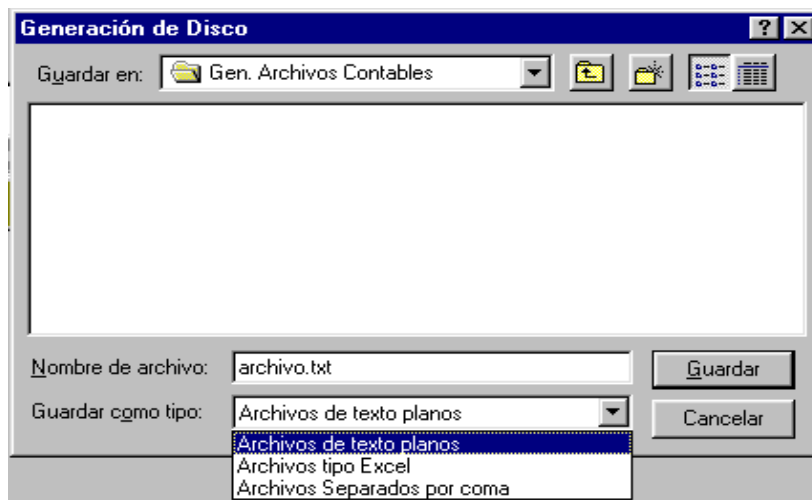 Generación de Disco
Guardar en: Gen. Archivos Contables
Nombre de archivo: archivo.txt Guardar
Guardar como tipo: Archivos de texto planos Cancelar
Archivos de texto planos
Archivos tipo Excel
Archivos Separados por coma